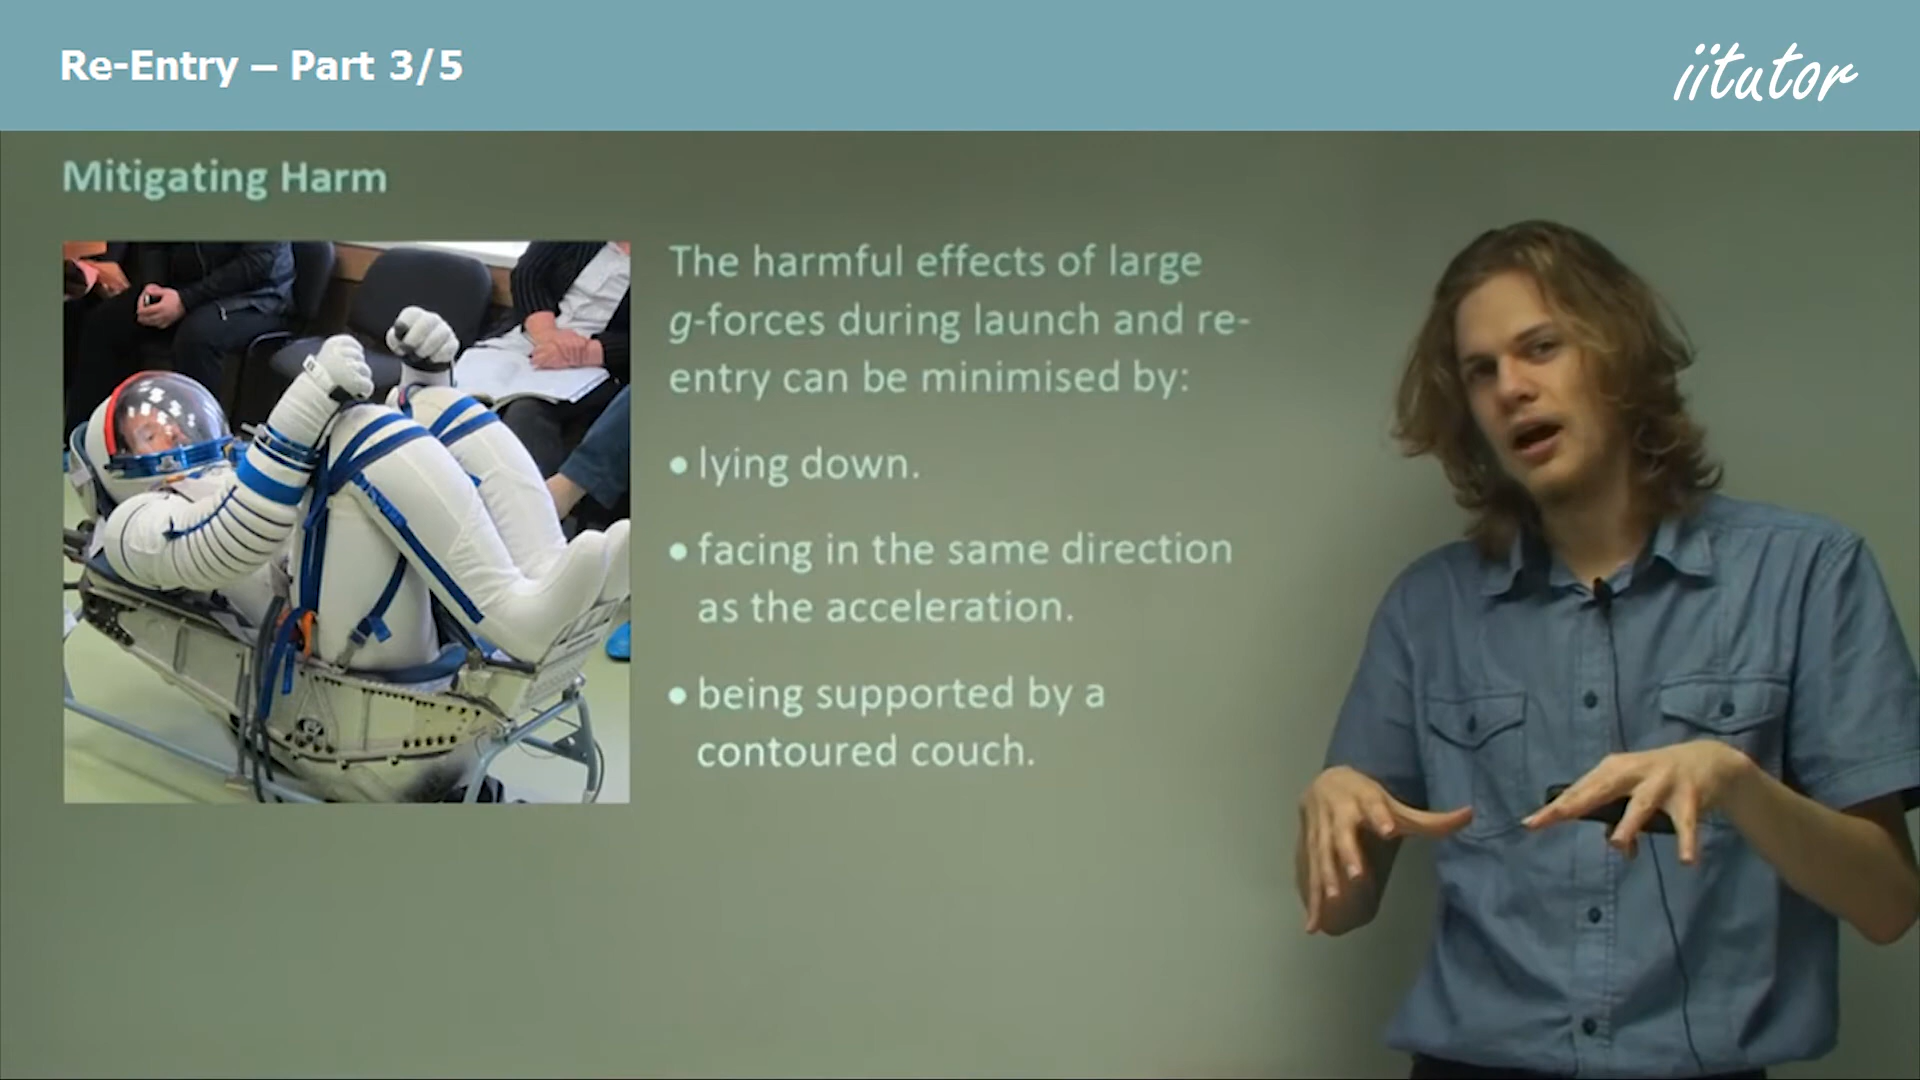 Re-Entry – Part 3/5
iitutor
Mitigating Harm
The harmful effects of large
g-forces during launch and re-
entry can be minimised by:
• lying down.
• facing in the same direction
as the acceleration.
• being supported by a
contoured couch.